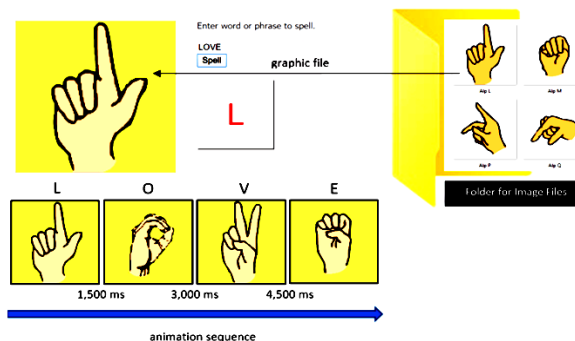 Enter word or phrase to spell.
LOVE
Spell
graphic file
L
Alp L
Alp M
Alp P
Alp Q
Folder for Image Files
L O V E
1,500 ms 3,000 ms 4,500 ms
animation sequence